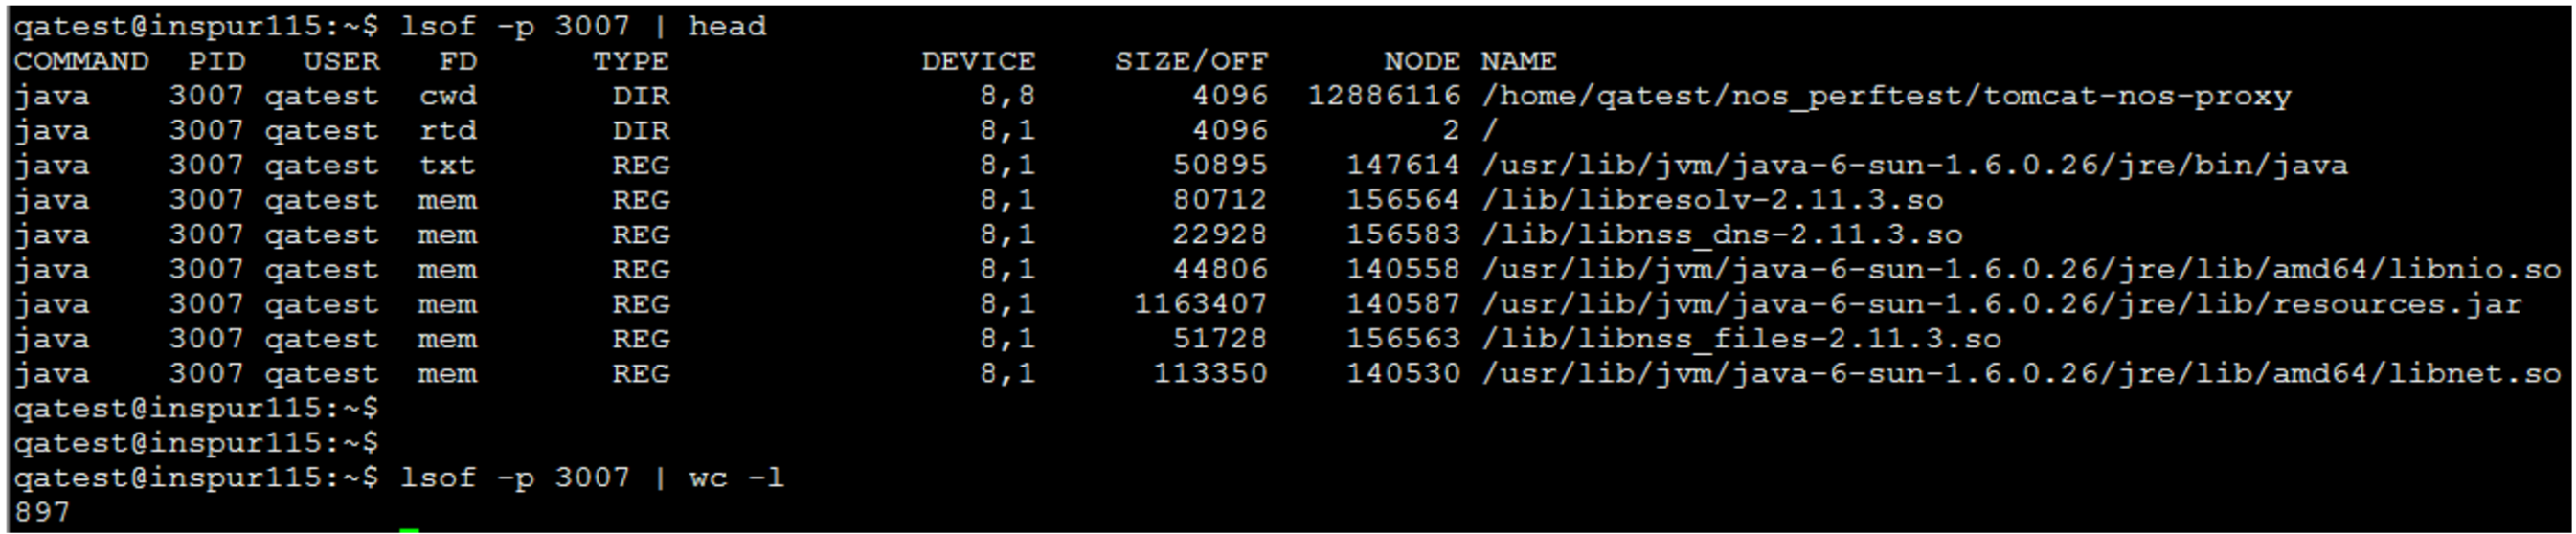 qatest@inspur115:~$ lsof -p 3007 | head
COMMAND  PID   USER   FD      TYPE             DEVICE    SIZE/OFF      NODE NAME
java    3007 qatest  cwd       DIR                8,8        4096  12886116 /home/qatest/nos_perftest/tomcat-nos-proxy
java    3007 qatest  rtd       DIR                8,1        4096         2 /
java    3007 qatest  txt       REG                8,1       50895    147614 /usr/lib/jvm/java-6-sun-1.6.0.26/jre/bin/java
java    3007 qatest  mem       REG                8,1       80712    156564 /lib/libresolv-2.11.3.so
java    3007 qatest  mem       REG                8,1       22928    156583 /lib/libnss_dns-2.11.3.so
java    3007 qatest  mem       REG                8,1       44806    140558 /usr/lib/jvm/java-6-sun-1.6.0.26/jre/lib/amd64/libnio.so
java    3007 qatest  mem       REG                8,1     1163407    140587 /usr/lib/jvm/java-6-sun-1.6.0.26/jre/lib/resources.jar
java    3007 qatest  mem       REG                8,1       51728    156563 /lib/libnss_files-2.11.3.so
java    3007 qatest  mem       REG                8,1      113350    140530 /usr/lib/jvm/java-6-sun-1.6.0.26/jre/lib/amd64/libnet.so
qatest@inspur115:~$
qatest@inspur115:~$
qatest@inspur115:~$ lsof -p 3007 | wc -l
897